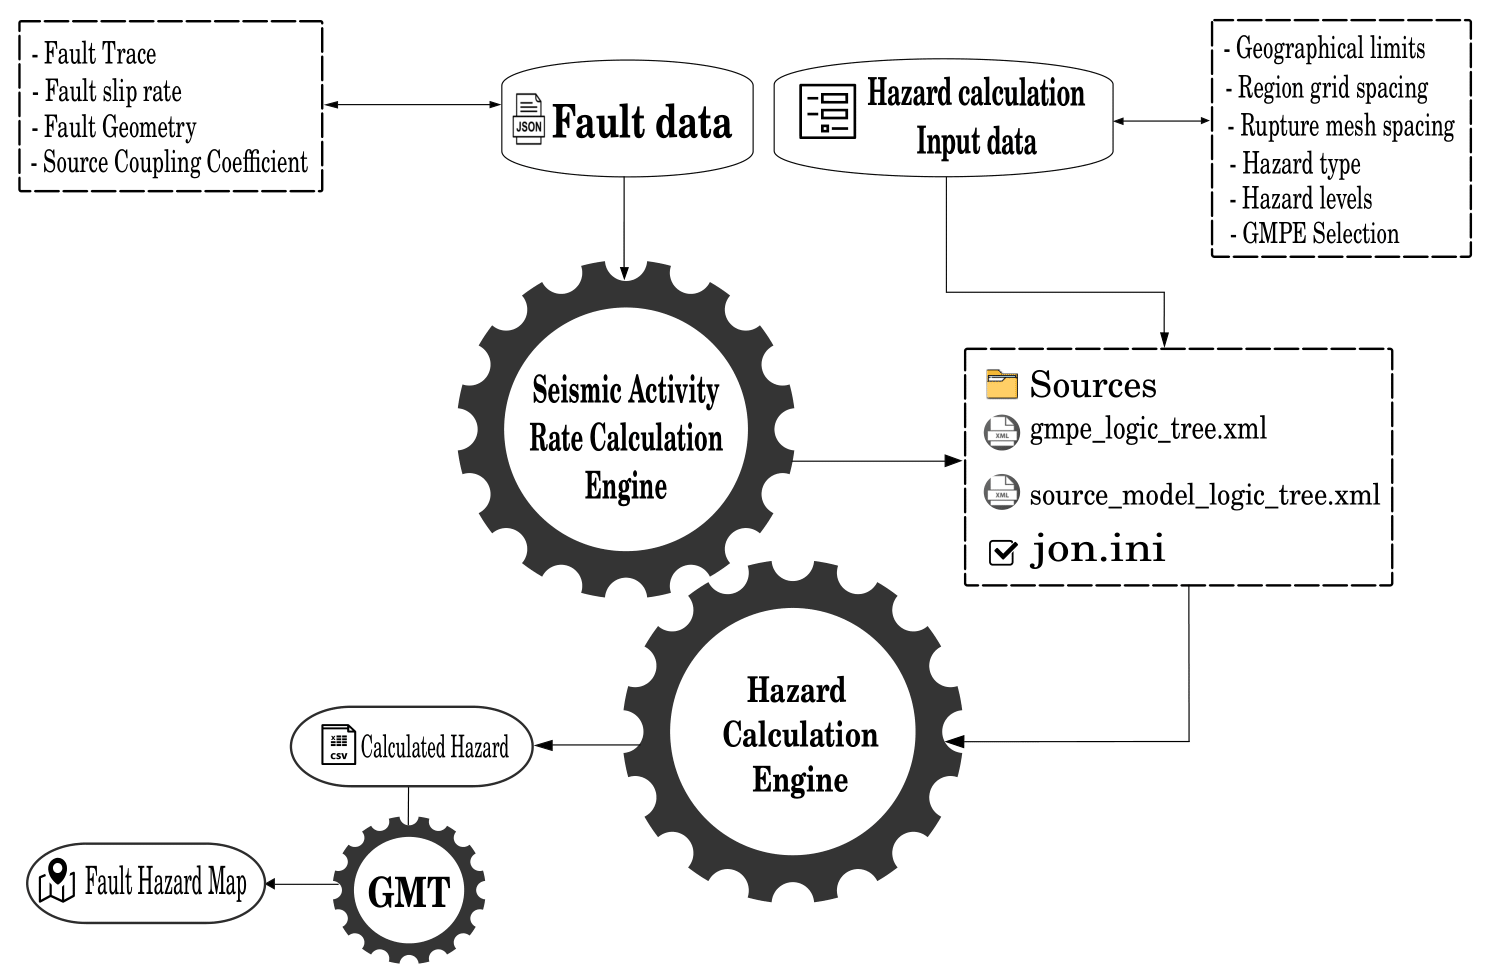 - Fault Trace
- Fault slip rate
- Fault Geometry
- Source Coupling Coefficient
JSON
Fault data
Hazard calculation
Input data
- Geographical limits
- Region grid spacing
- Rupture mesh spacing
- Hazard type
- Hazard levels
- GMPE Selection
Seismic Activity
Rate Calculation
Engine
Sources
XML
gmpe_logic_tree.xml
XML
source_model_logic_tree.xml
jon.ini
Hazard
Calculation
Engine
X
CSV
Calculated Hazard
GMT
Fault Hazard Map